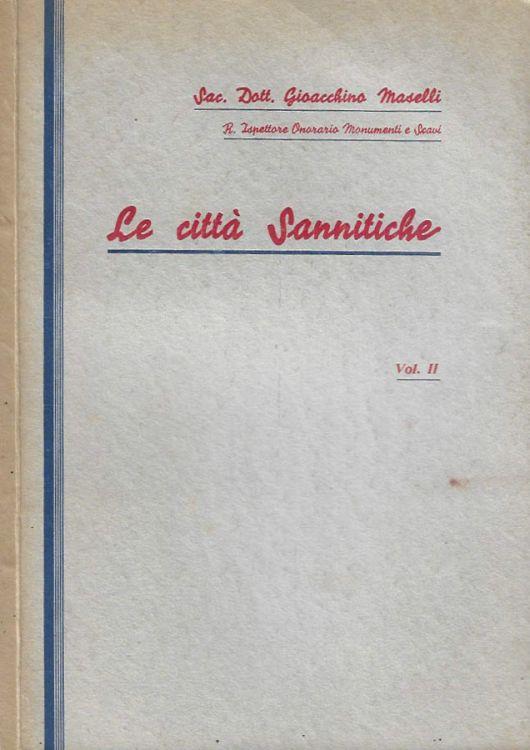 Sac. Dott. Gioacchino Maselli
R. Ispettore Onorario Monumenti e Scavi
Le città Sannitiche
Vol. II